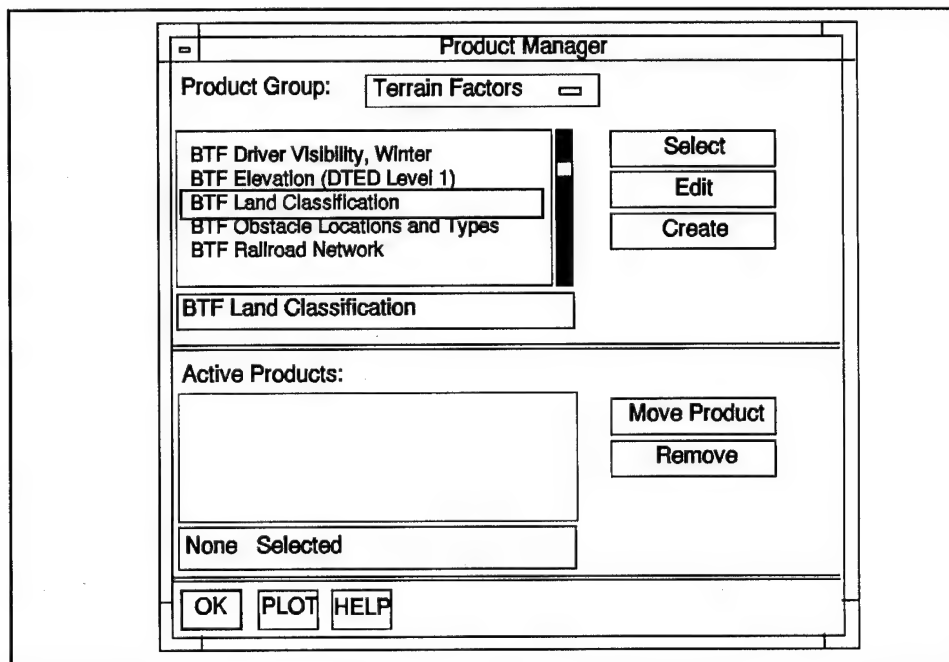 Product Manager
Product Group: Terrain Factors
BTF Driver Visibility, Winter
BTF Elevation (DTED Level 1)
BTF Land Classification
BTF Obstacle Locations and Types
BTF Railroad Network
BTF Land Classification
Select
Edit
Create
Active Products:
None Selected
Move Product
Remove
OK PLOT HELP